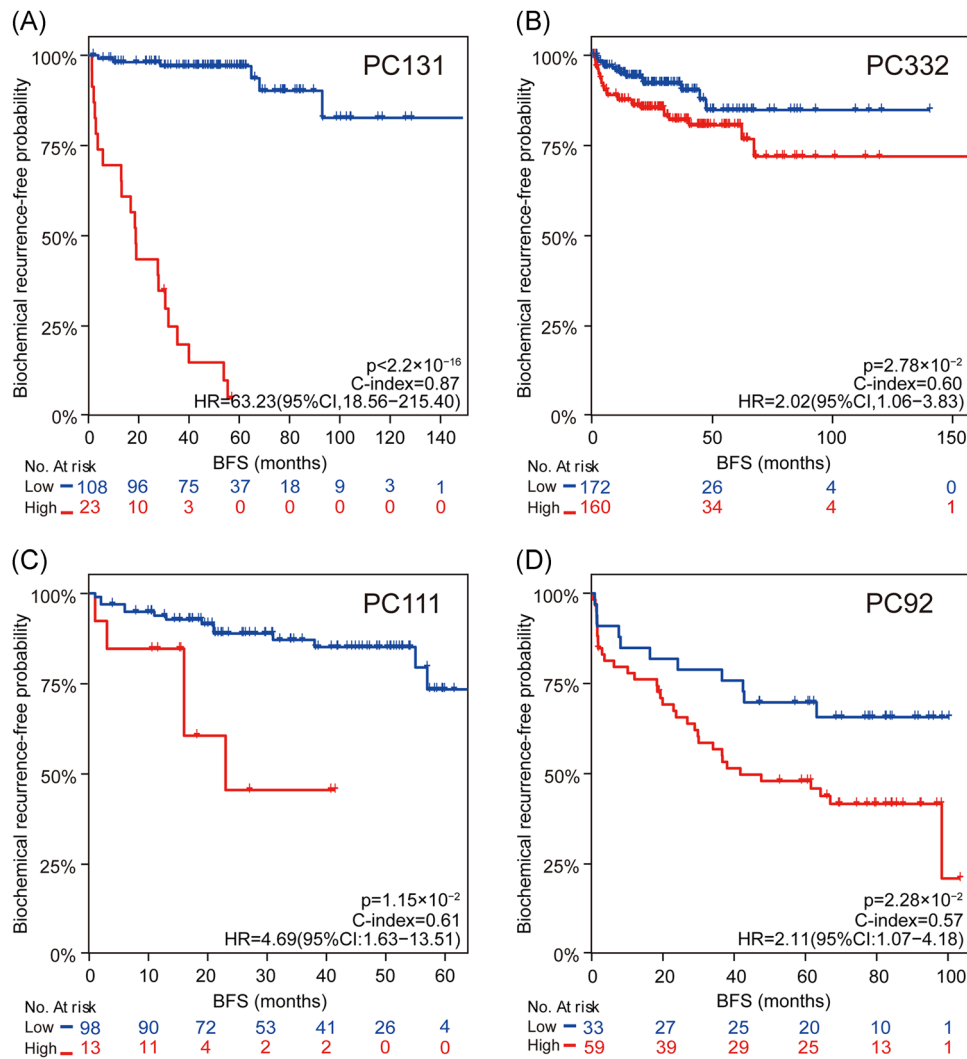 (A)
Biochemical recurrence-free probability
100%
75%
50%
25%
0%
PC131
p<2.2×10⁻¹⁶
C-index=0.87
HR=63.23(95%CI,18.56−215.40)
0 20 40 60 80 100 120 140
BFS (months)
No. At risk
Low 108 96 75 37 18 9 3 1
High 23 10 3 0 0 0 0 0
(B)
Biochemical recurrence-free probability
100%
75%
50%
25%
0%
PC332
p=2.78×10⁻²
C-index=0.60
HR=2.02(95%CI,1.06−3.83)
0 50 100 150
BFS (months)
No. At risk
Low 172 26 4 0
High 160 34 4 1
(C)
Biochemical recurrence-free probability
100%
75%
50%
25%
0%
PC111
p=1.15×10⁻²
C-index=0.61
HR=4.69(95%CI:1.63−13.51)
0 10 20 30 40 50 60
BFS (months)
No. At risk
Low 98 90 72 53 41 26 4
High 13 11 4 2 2 0 0
(D)
Biochemical recurrence-free probability
100%
75%
50%
25%
0%
PC92
p=2.28×10⁻²
C-index=0.57
HR=2.11(95%CI:1.07−4.18)
0 20 40 60 80 100
BFS (months)
No. At risk
Low 33 27 25 20 10 1
High 59 39 29 25 13 1